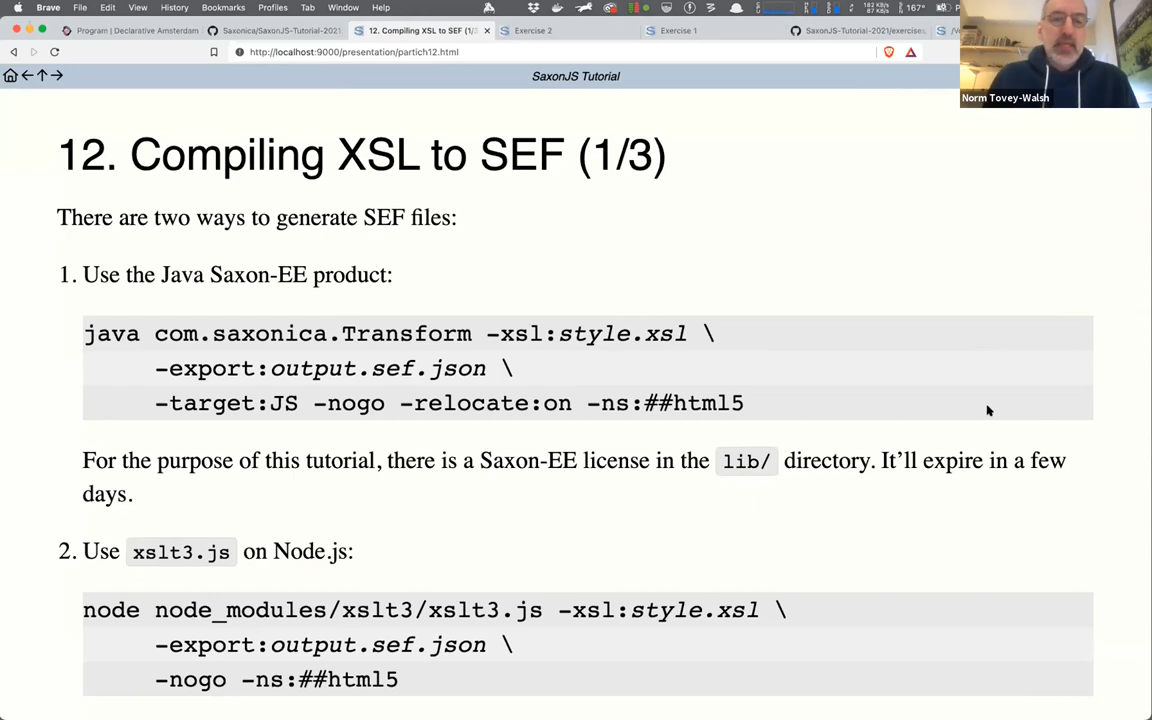 Brave File Edit View History Bookmarks Profiles Tab Window Help
182 KB/s
87 KB/s
167°
Program | Declarative Amsterdam
Saxonica/SaxonJS-Tutorial-2021
12. Compiling XSL to SEF (1/3)
Exercise 2
Exercise 1
SaxonJS-Tutorial-2021/exercise
http://localhost:9000/presentation/partich12.html
SaxonJS Tutorial
Norm Tovey-Walsh
12. Compiling XSL to SEF (1/3)
There are two ways to generate SEF files:
1. Use the Java Saxon-EE product:
java com.saxonica.Transform -xsl:style.xsl \
-export:output.sef.json \
-target:JS -nogo -relocate:on -ns:##html5
For the purpose of this tutorial, there is a Saxon-EE license in the lib/ directory. It’ll expire in a few
days.
2. Use xslt3.js on Node.js:
node node_modules/xslt3/xslt3.js -xsl:style.xsl \
-export:output.sef.json \
-nogo -ns:##html5